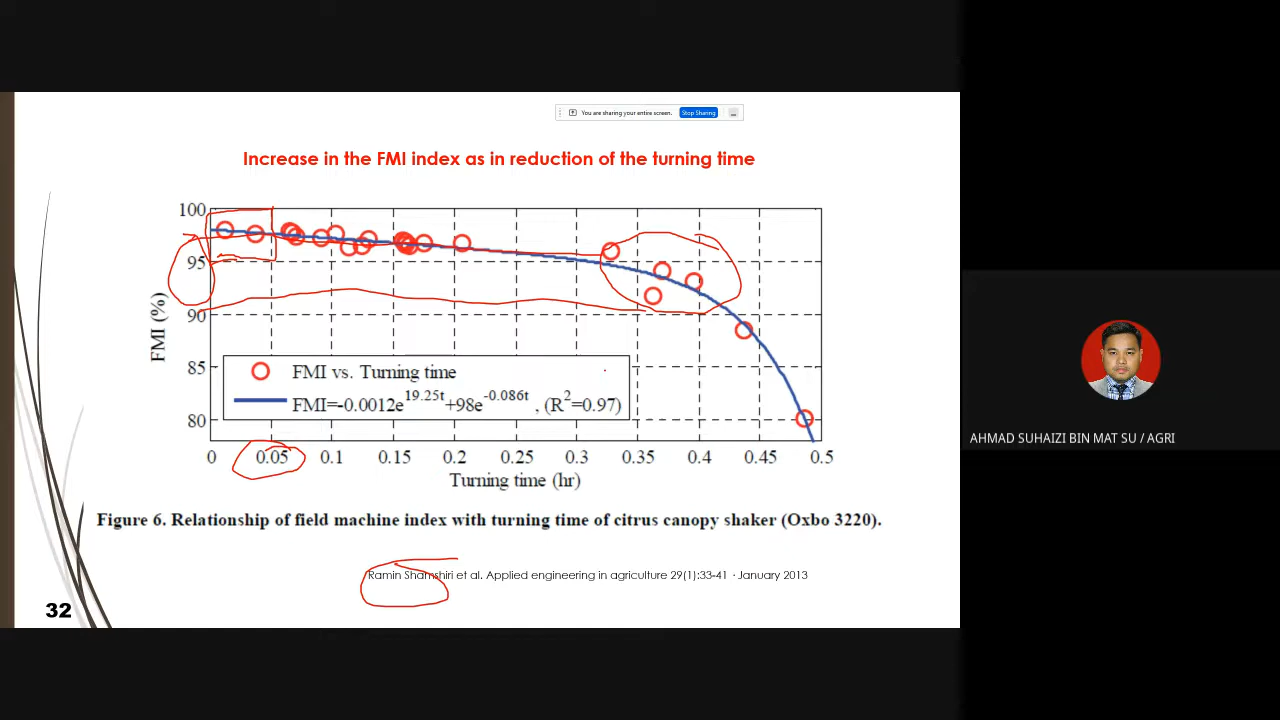 You are sharing your entire screen. Stop Sharing
Increase in the FMI index as in reduction of the turning time
100
95
90
85
80
FMI (%)
FMI vs. Turning time
FMI=-0.0012e^19.25t+98e^-0.086t , (R^2=0.97)
0 0.05 0.1 0.15 0.2 0.25 0.3 0.35 0.4 0.45 0.5
Turning time (hr)
Figure 6. Relationship of field machine index with turning time of citrus canopy shaker (Oxbo 3220).
Ramin Shamshiri et al. Applied engineering in agriculture 29(1):33-41 · January 2013
32
AHMAD SUHAIZI BIN MAT SU / AGRI